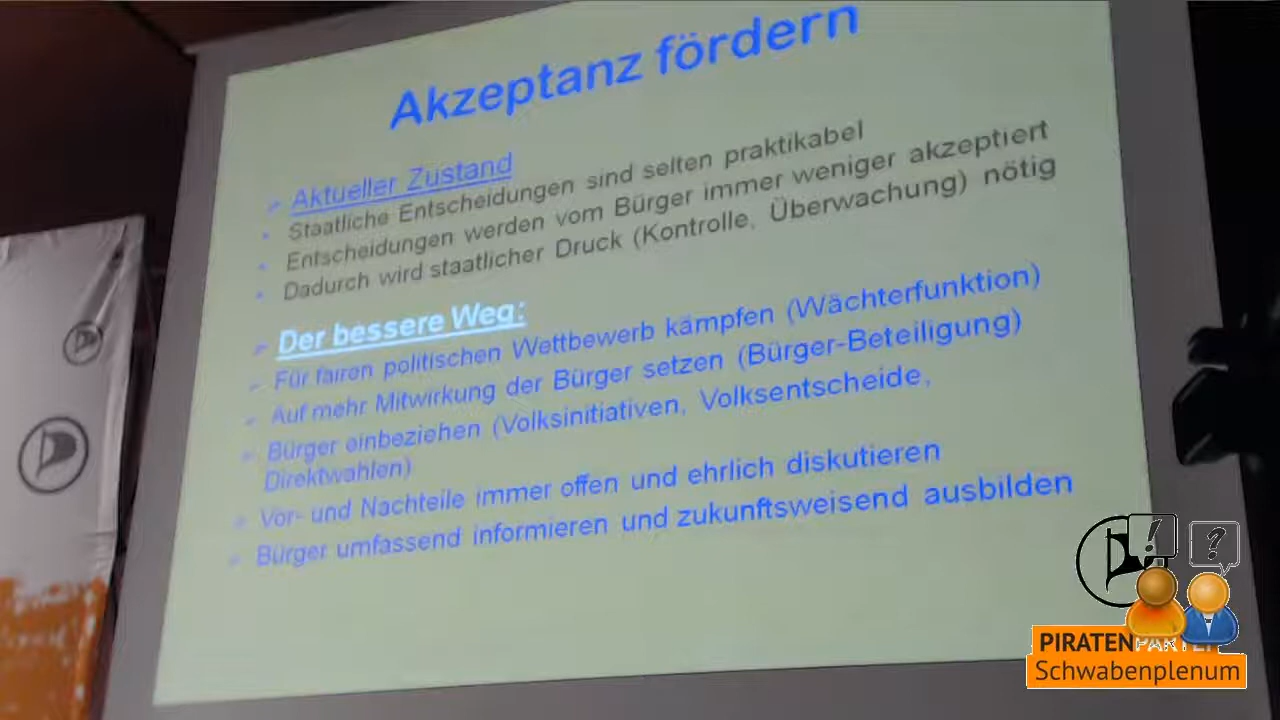 Akzeptanz fördern
Aktueller Zustand
Staatliche Entscheidungen sind selten praktikabel
Entscheidungen werden vom Bürger immer weniger akzeptiert
Dadurch wird staatlicher Druck (Kontrolle, Überwachung) nötig
Der bessere Weg:
Für fairen politischen Wettbewerb kämpfen (Wächterfunktion)
Auf mehr Mitwirkung der Bürger setzen (Bürger-Beteiligung)
Bürger einbeziehen (Volksinitiativen, Volksentscheide,
Direktwahlen)
Vor- und Nachteile immer offen und ehrlich diskutieren
Bürger umfassend informieren und zukunftsweisend ausbilden
! ?
PIRATENPARTEI
Schwabenplenum